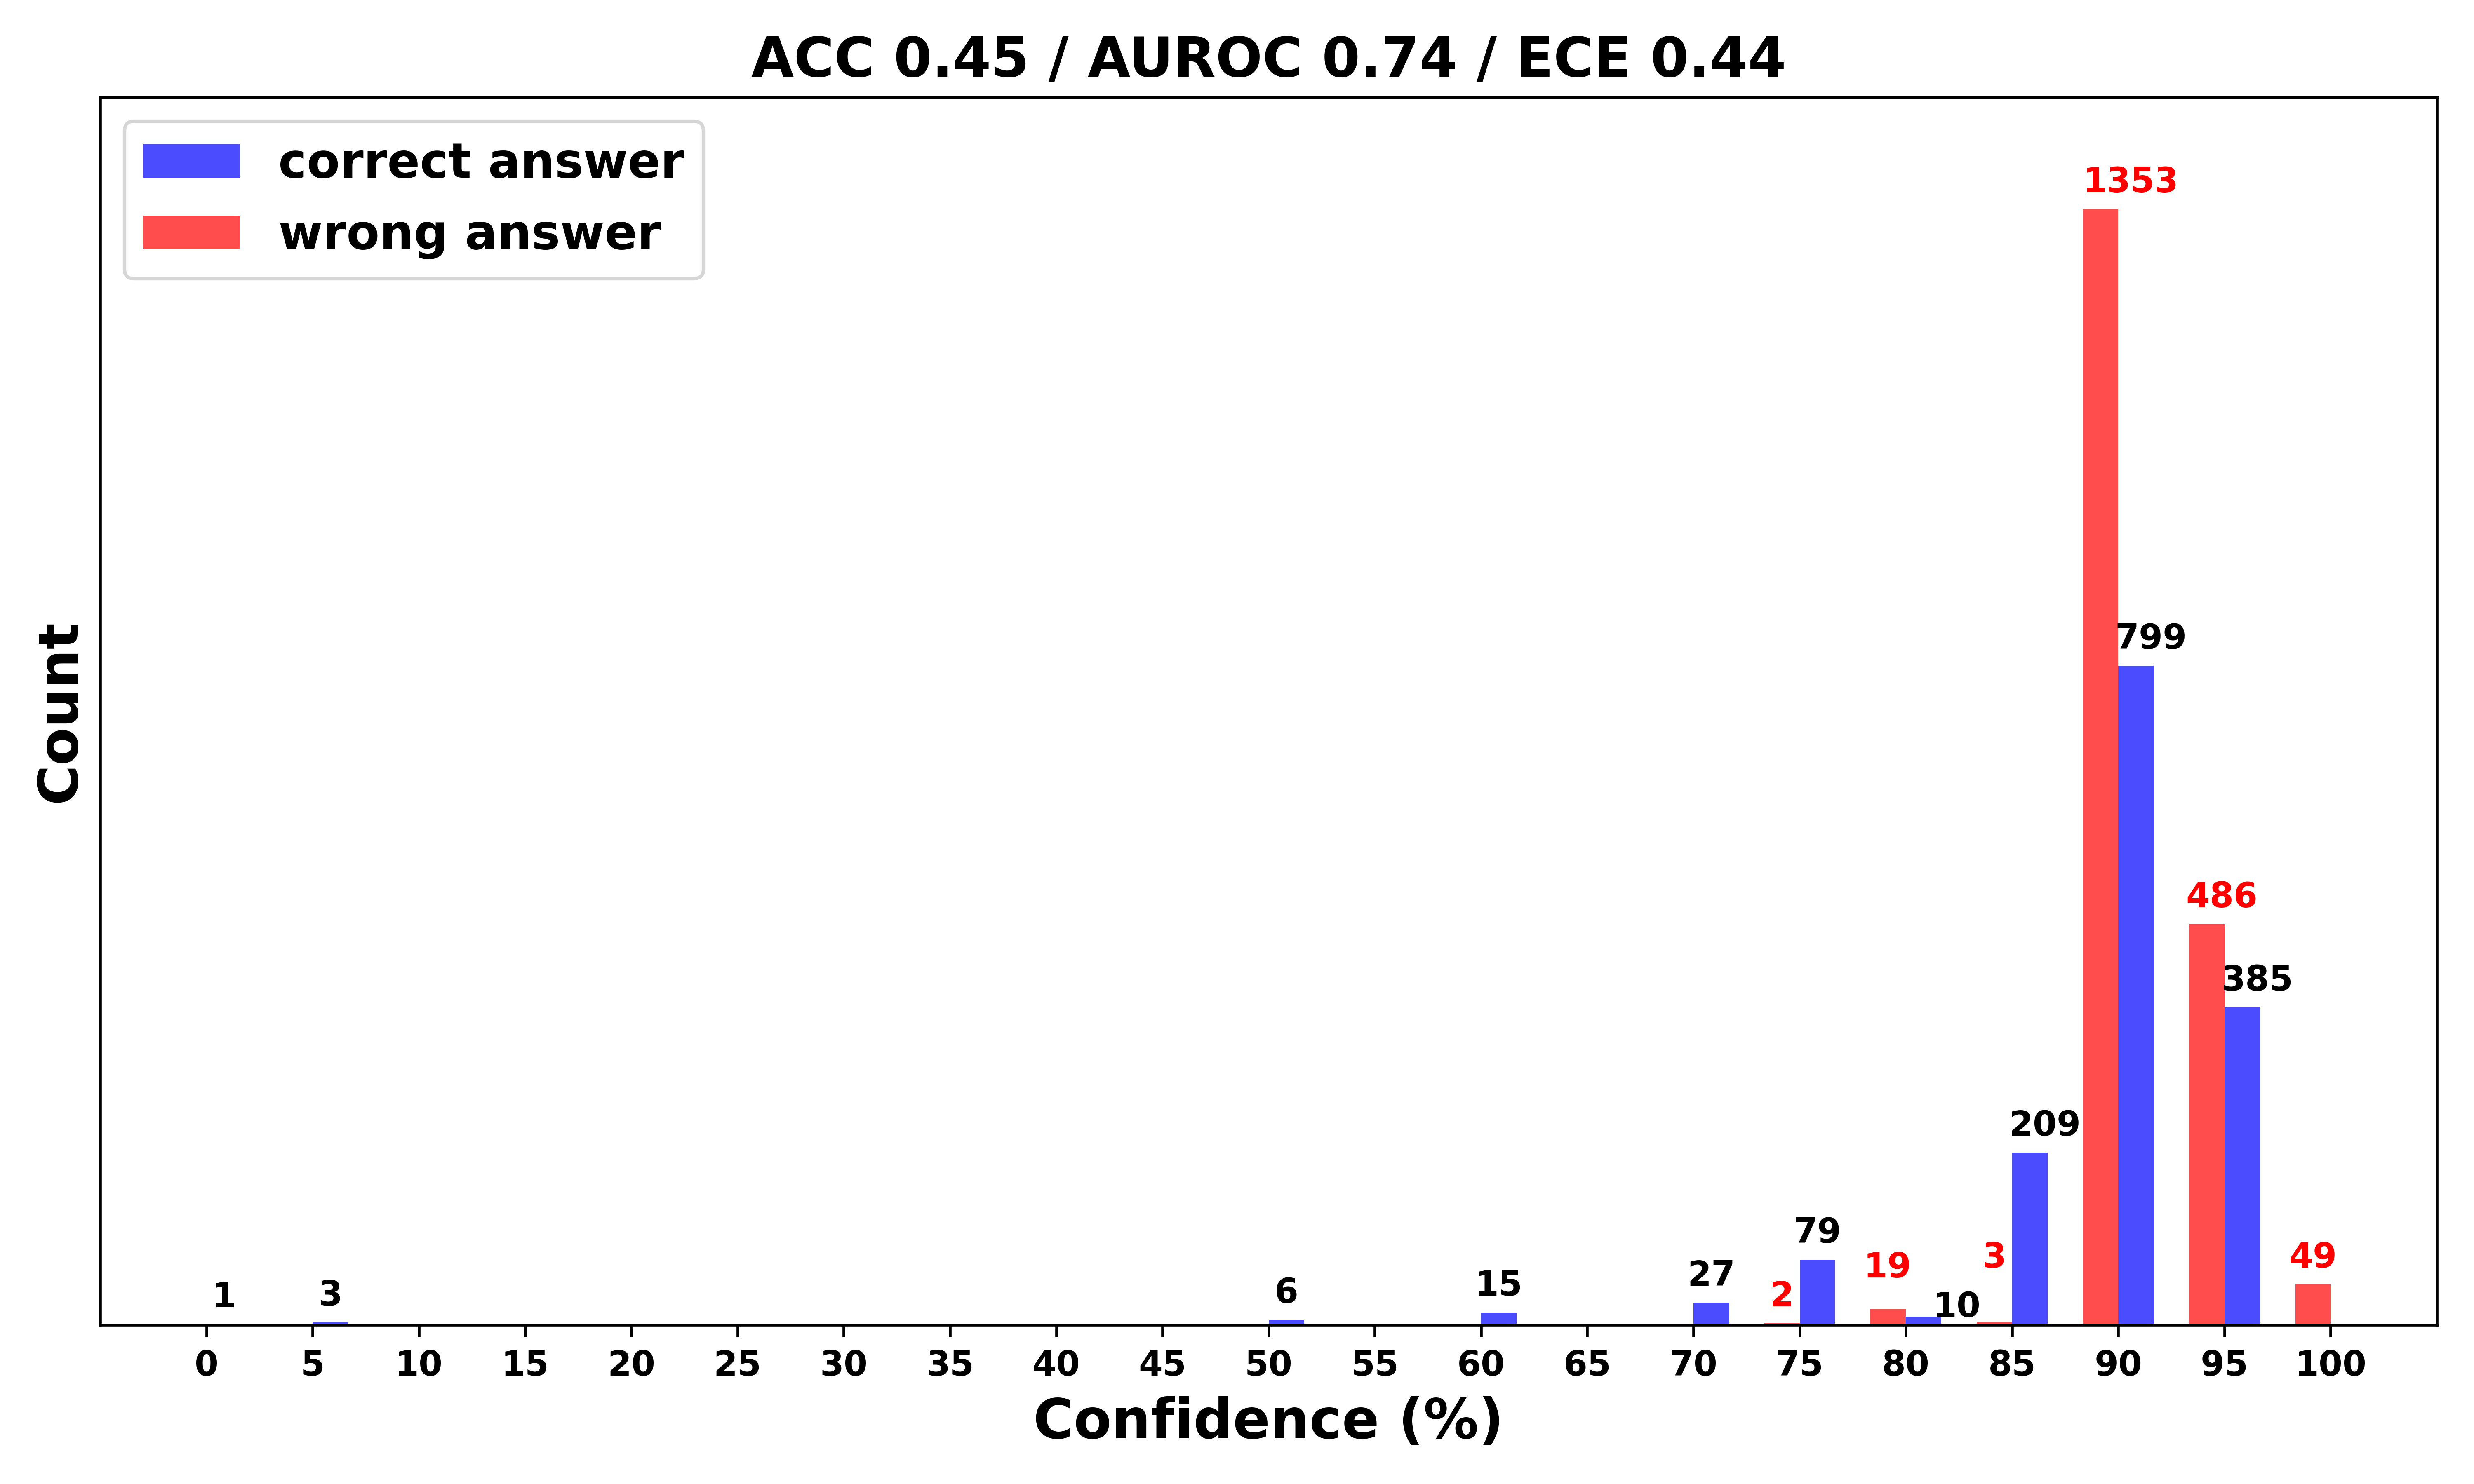 ACC 0.45 / AUROC 0.74 / ECE 0.44
correct answer
wrong answer
Count
1353
799
486
385
209
79
49
27
19
15
10
6
3
3
2
1
0 5 10 15 20 25 30 35 40 45 50 55 60 65 70 75 80 85 90 95 100
Confidence (%)